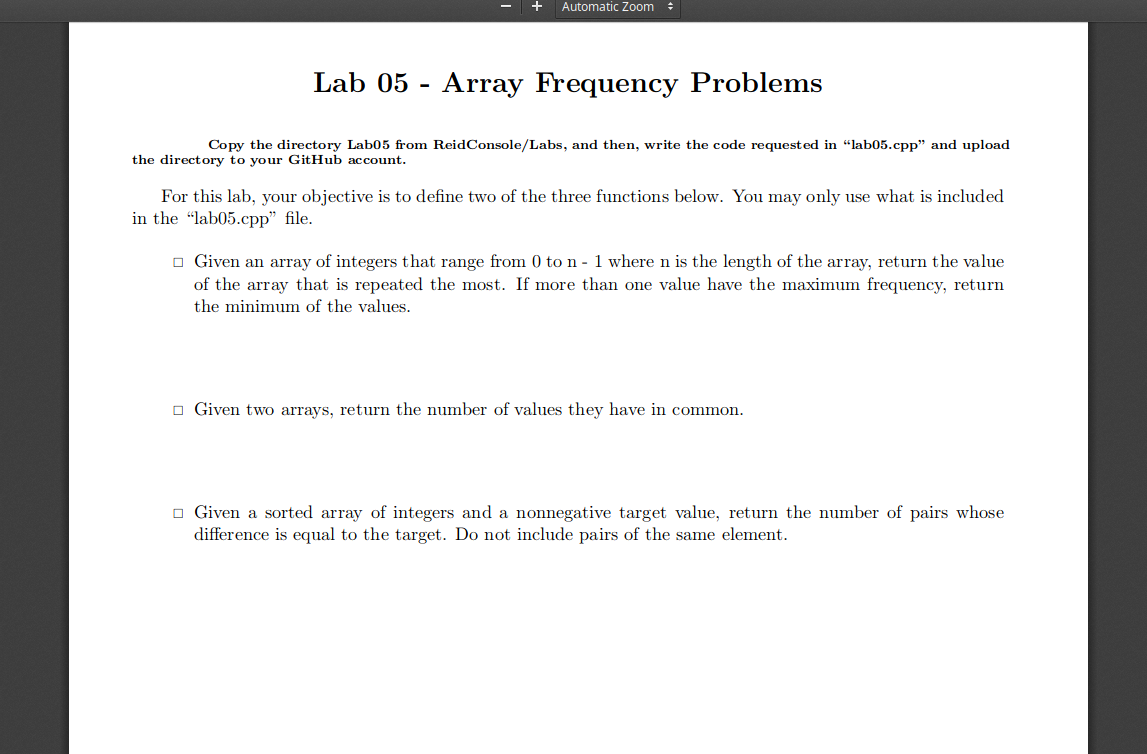 − + Automatic Zoom
Lab 05 - Array Frequency Problems
Copy the directory Lab05 from ReidConsole/Labs, and then, write the code requested in “lab05.cpp” and upload
the directory to your GitHub account.
For this lab, your objective is to define two of the three functions below. You may only use what is included
in the “lab05.cpp” file.
□ Given an array of integers that range from 0 to n - 1 where n is the length of the array, return the value
of the array that is repeated the most. If more than one value have the maximum frequency, return
the minimum of the values.
□ Given two arrays, return the number of values they have in common.
□ Given a sorted array of integers and a nonnegative target value, return the number of pairs whose
difference is equal to the target. Do not include pairs of the same element.